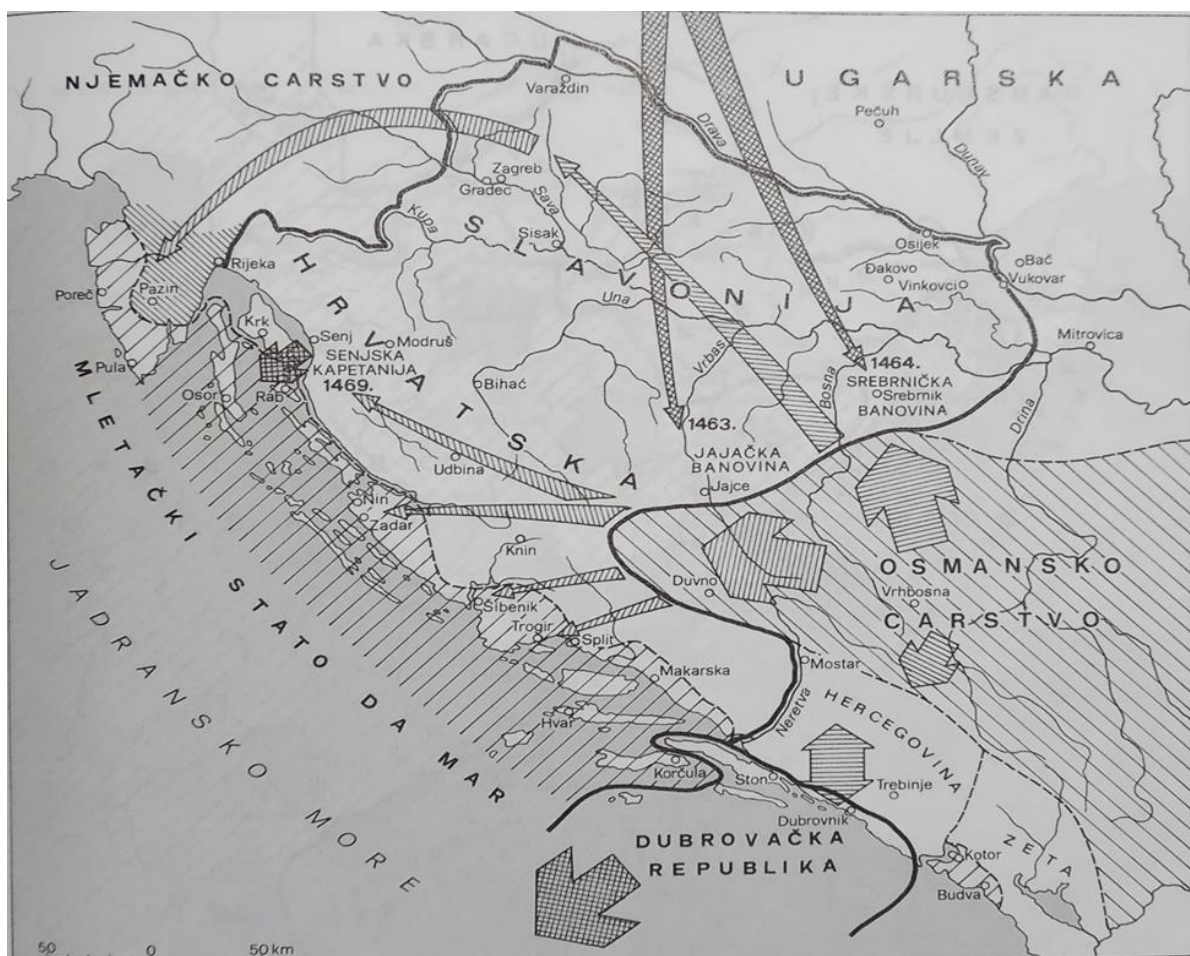 NJEMAČKO CARSTVO
UGARSKA
Varaždin
Pečuh
Drava
Dunav
Zagreb
Gradec
Sava
Kupa
Sisak
SLAVONIJA
Osijek
Bač
Vukovar
Đakovo
Vinkovci
Rijeka
Poreč
Pazin
HRVATSKA
Una
Mitrovica
Krk
Senj
Modruš
Vrbas
Bosna
1464.
Pula
SENJSKA
KAPETANIJA
1469.
SREBRNIČKA
Srebrnik
BANOVINA
Drina
Osor
Rab
Bihać
1463.
JAJAČKA
BANOVINA
Udbina
Jajce
MLETAČKI STATO DA MAR
Nin
Zadar
Knin
OSMANSKO
CARSTVO
Duvno
Vrhbosna
JADRANSKO MORE
Šibenik
Trogir
Split
Makarska
Mostar
Neretva
HERCEGOVINA
Hvar
Korčula
Ston
Trebinje
Dubrovnik
DUBROVAČKA
REPUBLIKA
Kotor
ZETA
Budva
50 0 50 km